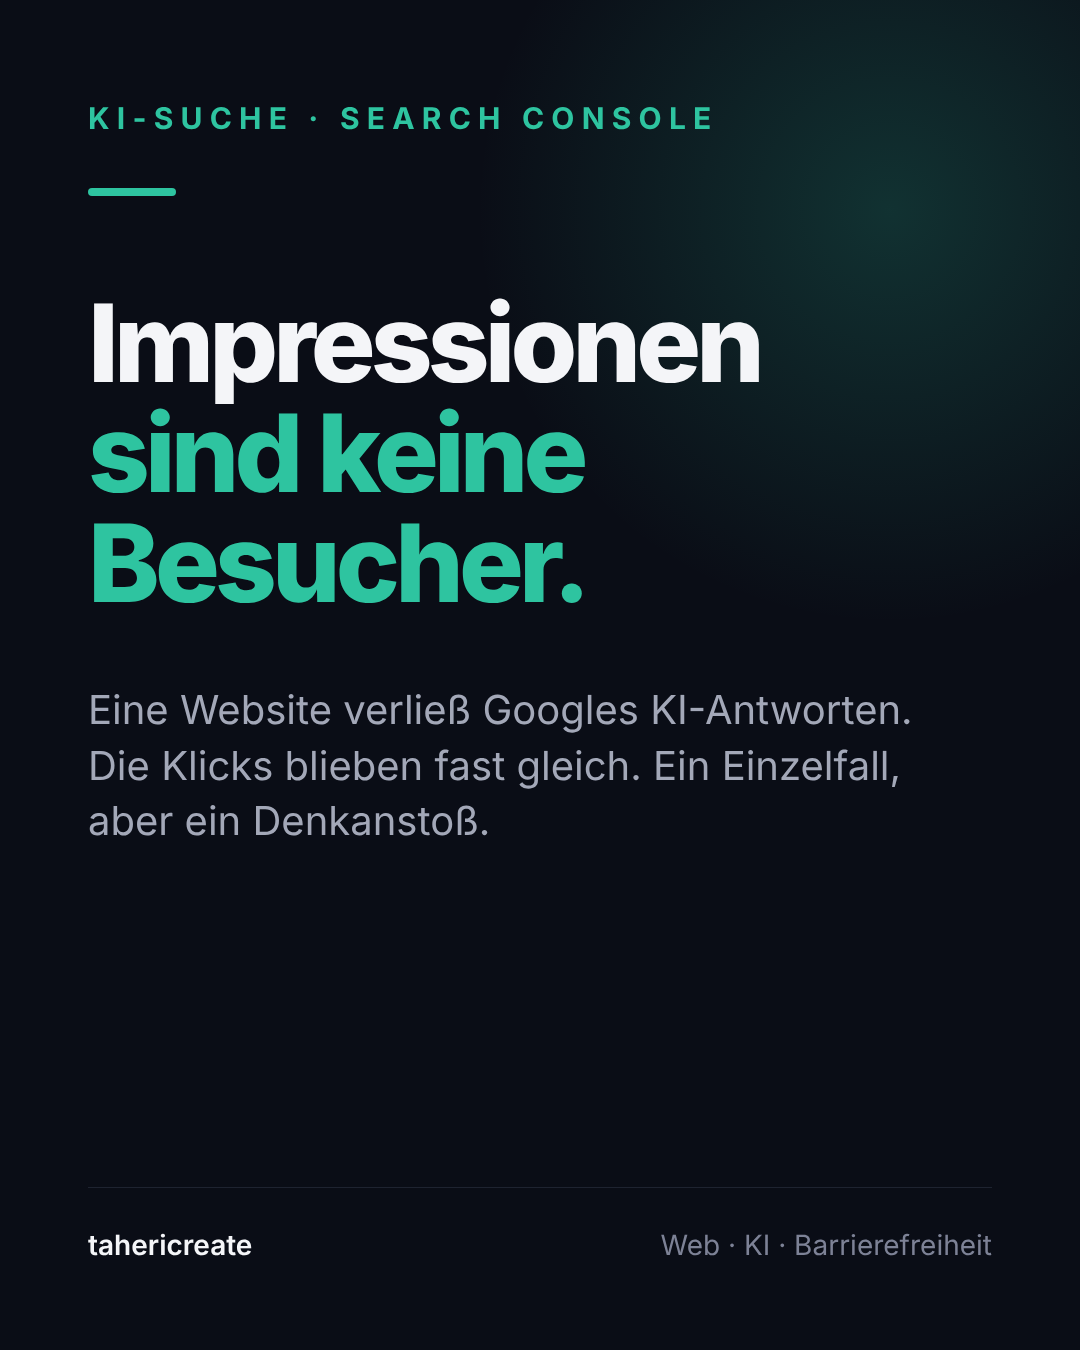 KI-SUCHE · SEARCH CONSOLE
Impressionen
sind keine
Besucher.
Eine Website verließ Googles KI-Antworten.
Die Klicks blieben fast gleich. Ein Einzelfall,
aber ein Denkanstoß.
tahericreate
Web · KI · Barrierefreiheit